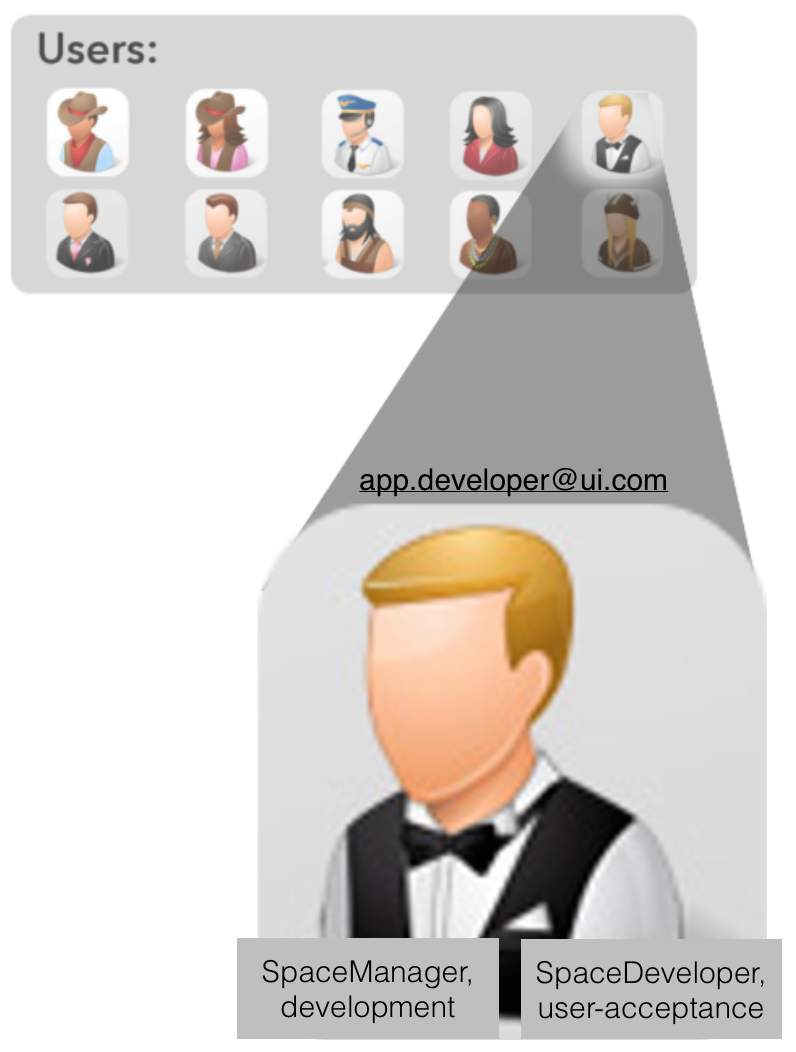 Users:
app.developer@ui.com
SpaceManager,
development
SpaceDeveloper,
user-acceptance